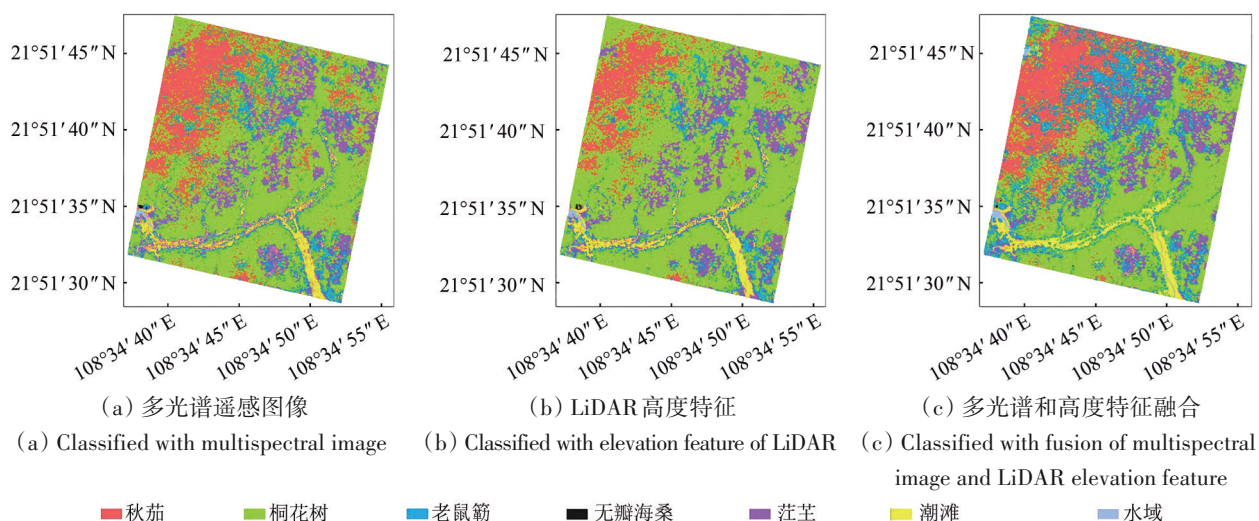 21°51′45″N
21°51′40″N
21°51′35″N
21°51′30″N
108°34′40″E
108°34′45″E
108°34′50″E
108°34′55″E
21°51′45″N
21°51′40″N
21°51′35″N
21°51′30″N
108°34′40″E
108°34′45″E
108°34′50″E
108°34′55″E
21°51′45″N
21°51′40″N
21°51′35″N
21°51′30″N
108°34′40″E
108°34′45″E
108°34′50″E
108°34′55″E
(a) 多光谱遥感图像
(b) LiDAR高度特征
(c) 多光谱和高度特征融合
(a) Classified with multispectral image
(b) Classified with elevation feature of LiDAR
(c) Classified with fusion of multispectral
image and LiDAR elevation feature
秋茄 桐花树 老鼠簕 无瓣海桑 茳芏 潮滩 水域